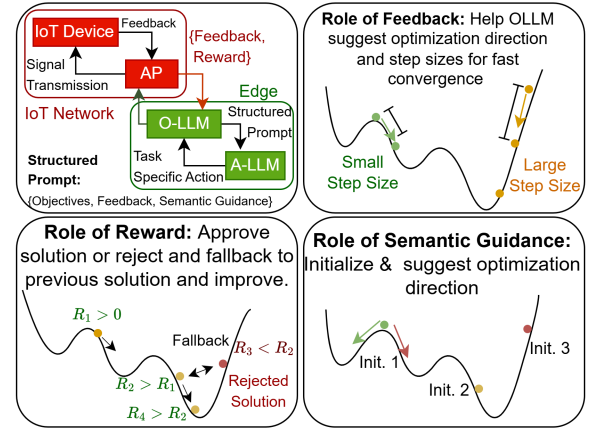 IoT Device
Feedback
{Feedback,
Reward}
Signal
Transmission
AP
IoT Network
Edge
O-LLM
Structured
Prompt
Task
Specific Action
A-LLM
Structured
Prompt:
{Objectives, Feedback, Semantic Guidance}
Role of Feedback: Help OLLM
suggest optimization direction
and step sizes for fast
convergence
Small
Step Size
Large
Step Size
Role of Reward: Approve
solution or reject and fallback to
previous solution and improve.
R₁ > 0
Fallback
R₃ < R₂
R₂ > R₁
Rejected
Solution
R₄ > R₂
Role of Semantic Guidance:
Initialize & suggest optimization
direction
Init. 1
Init. 2
Init. 3